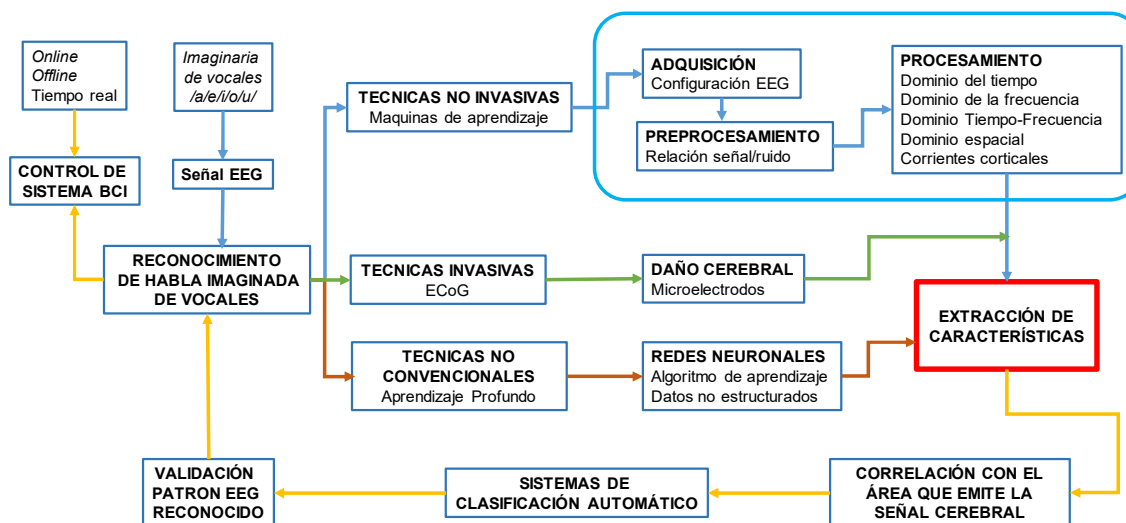 Online
Offline
Tiempo real
Imaginaria
de vocales
/a/e/i/o/u/
CONTROL DE
SISTEMA BCI
Señal EEG
RECONOCIMIENTO
DE HABLA IMAGINADA
DE VOCALES
TECNICAS NO INVASIVAS
Maquinas de aprendizaje
ADQUISICIÓN
Configuración EEG
PREPROCESAMIENTO
Relación señal/ruido
PROCESAMIENTO
Dominio del tiempo
Dominio de la frecuencia
Dominio Tiempo-Frecuencia
Dominio espacial
Corrientes corticales
TECNICAS INVASIVAS
ECoG
DAÑO CEREBRAL
Microelectrodos
TECNICAS NO
CONVENCIONALES
Aprendizaje Profundo
REDES NEURONALES
Algoritmo de aprendizaje
Datos no estructurados
EXTRACCIÓN DE
CARACTERÍSTICAS
CORRELACIÓN CON EL
ÁREA QUE EMITE LA
SEÑAL CEREBRAL
SISTEMAS DE
CLASIFICACIÓN AUTOMÁTICO
VALIDACIÓN
PATRON EEG
RECONOCIDO